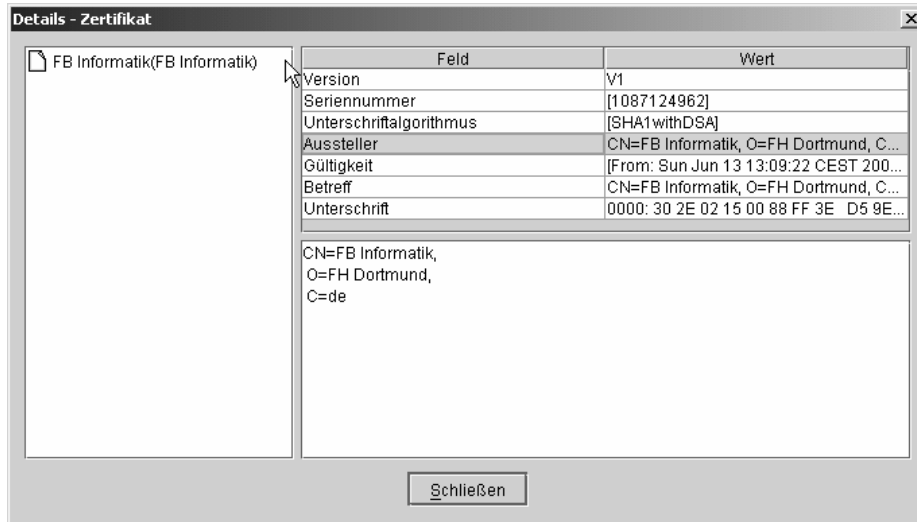 Details - Zertifikat
FB Informatik(FB Informatik)
Feld Wert
Version V1
Seriennummer [1087124962]
Unterschriftalgorithmus [SHA1withDSA]
Aussteller CN=FB Informatik, O=FH Dortmund, C...
Gültigkeit [From: Sun Jun 13 13:09:22 CEST 200...
Betreff CN=FB Informatik, O=FH Dortmund, C...
Unterschrift 0000: 30 2E 02 15 00 88 FF 3E D5 9E...
CN=FB Informatik,
O=FH Dortmund,
C=de
Schließen